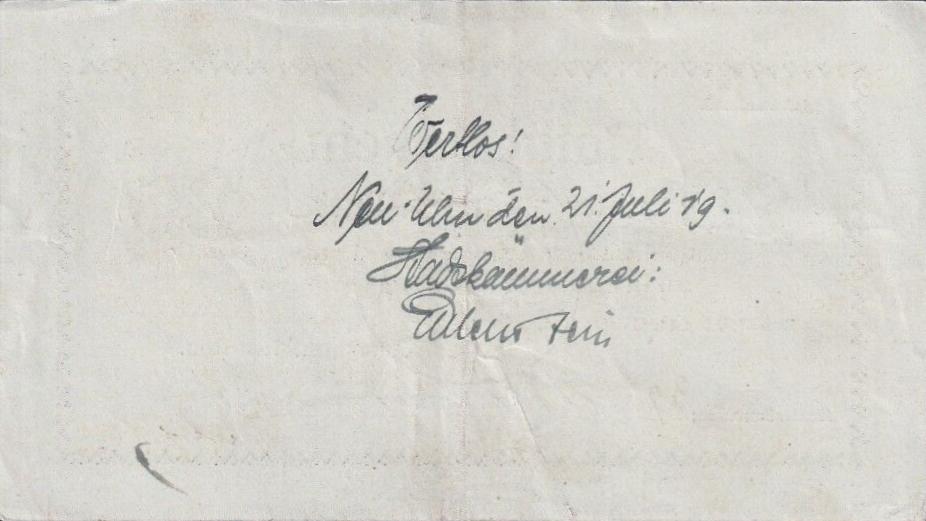 Wertlos!
Neu-Ulm den 21. Juli 19.
Stadtkämmerei: